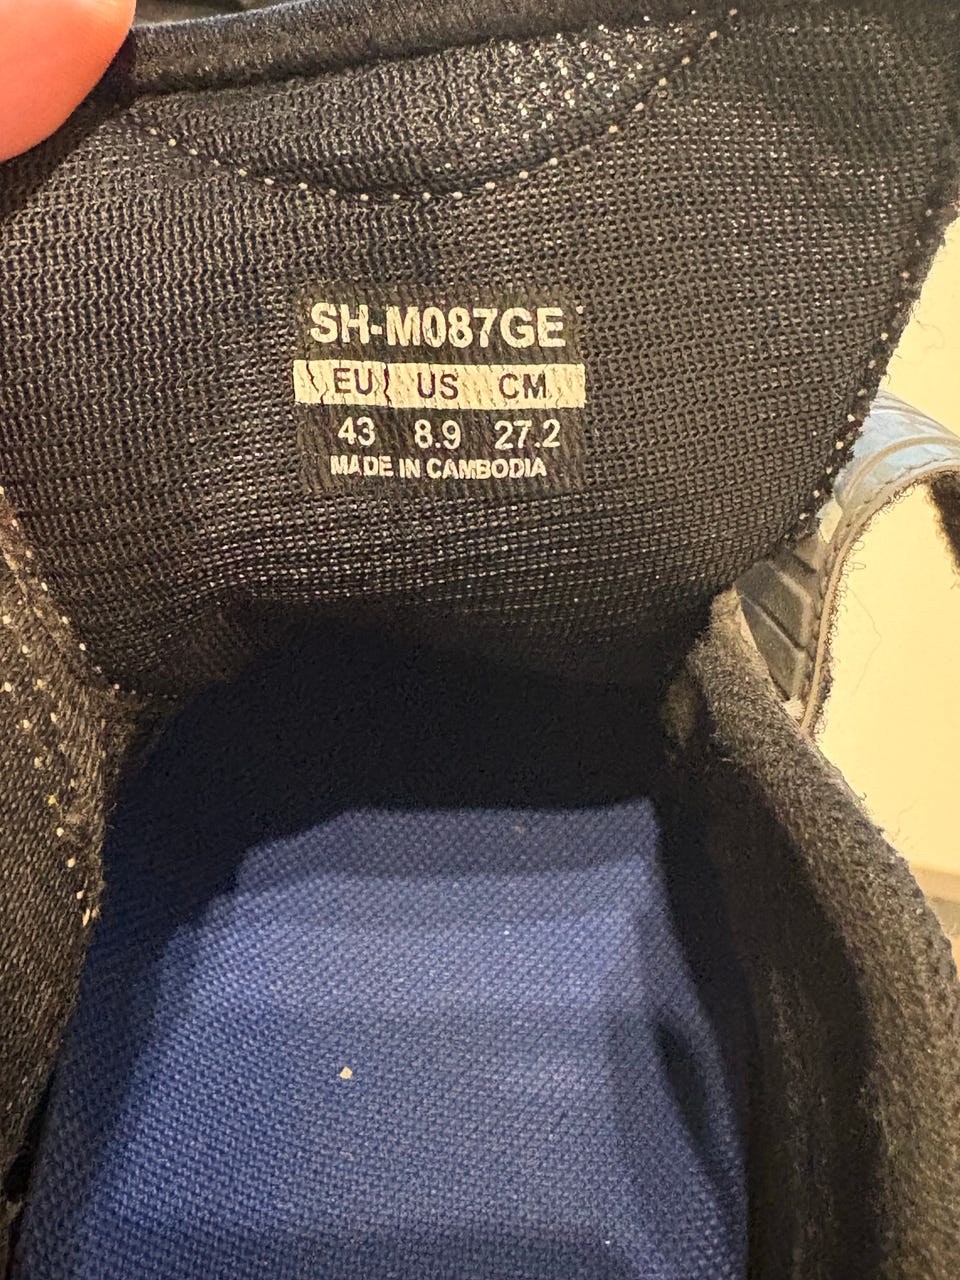 SH-M087GE
EU US CM
43 8.9 27.2
MADE IN CAMBODIA